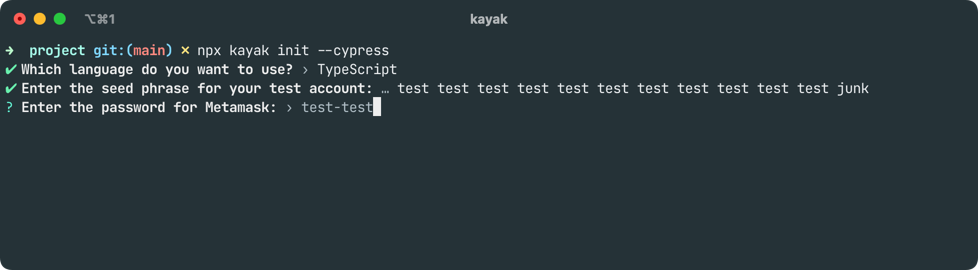 ⌥⌘1 kayak
➜ project git:(main) ✗ npx kayak init --cypress
✔ Which language do you want to use? › TypeScript
✔ Enter the seed phrase for your test account: … test test test test test test test test test test test junk
? Enter the password for Metamask: › test-test